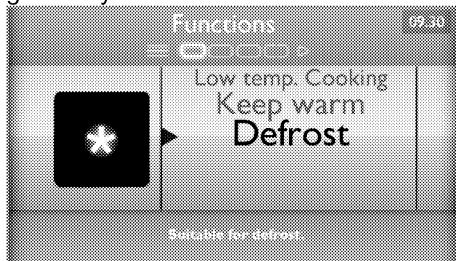 Functions
09.30
Low temp. Cooking
Keep warm
Defrost
Suitable for defrost.